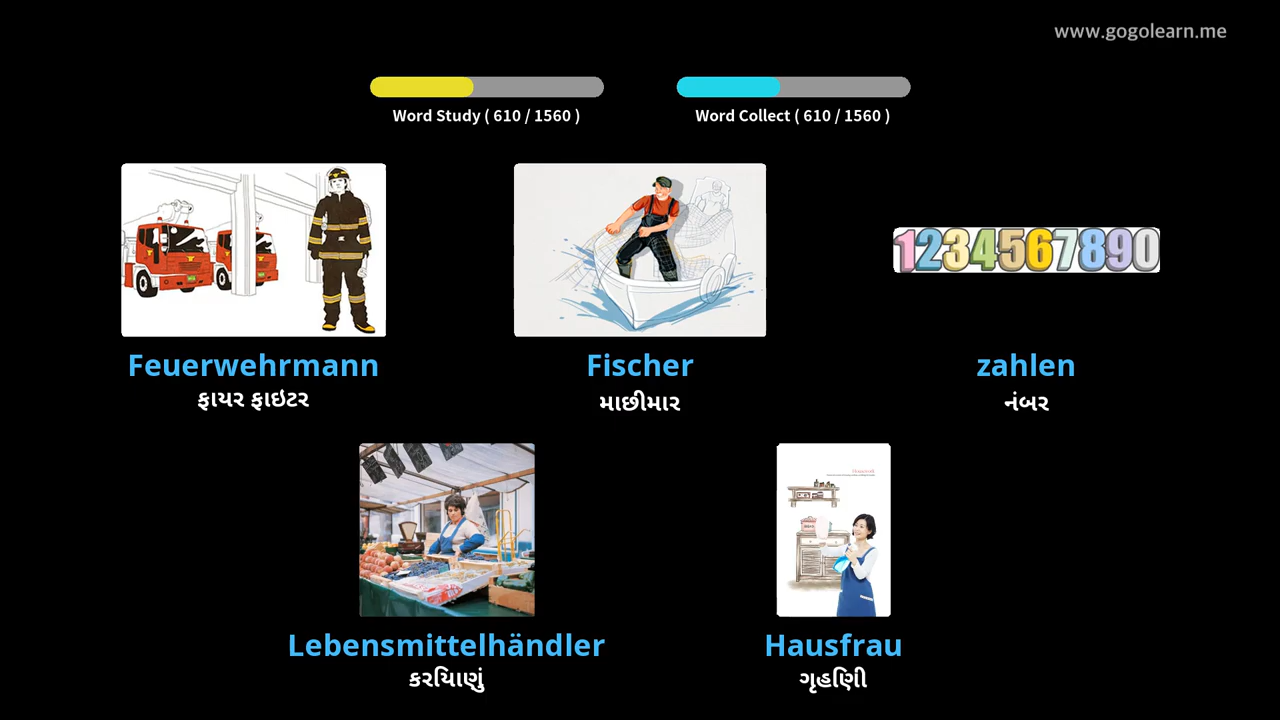 www.gogolearn.me
Word Study ( 610 / 1560 )
Word Collect ( 610 / 1560 )
Feuerwehrmann
ફાયર ફાઇટર
Fischer
માછીમાર
zahlen
નંબર
1234567890
Lebensmittelhändler
કરિયાણું
Hausfrau
ગૃહિણી